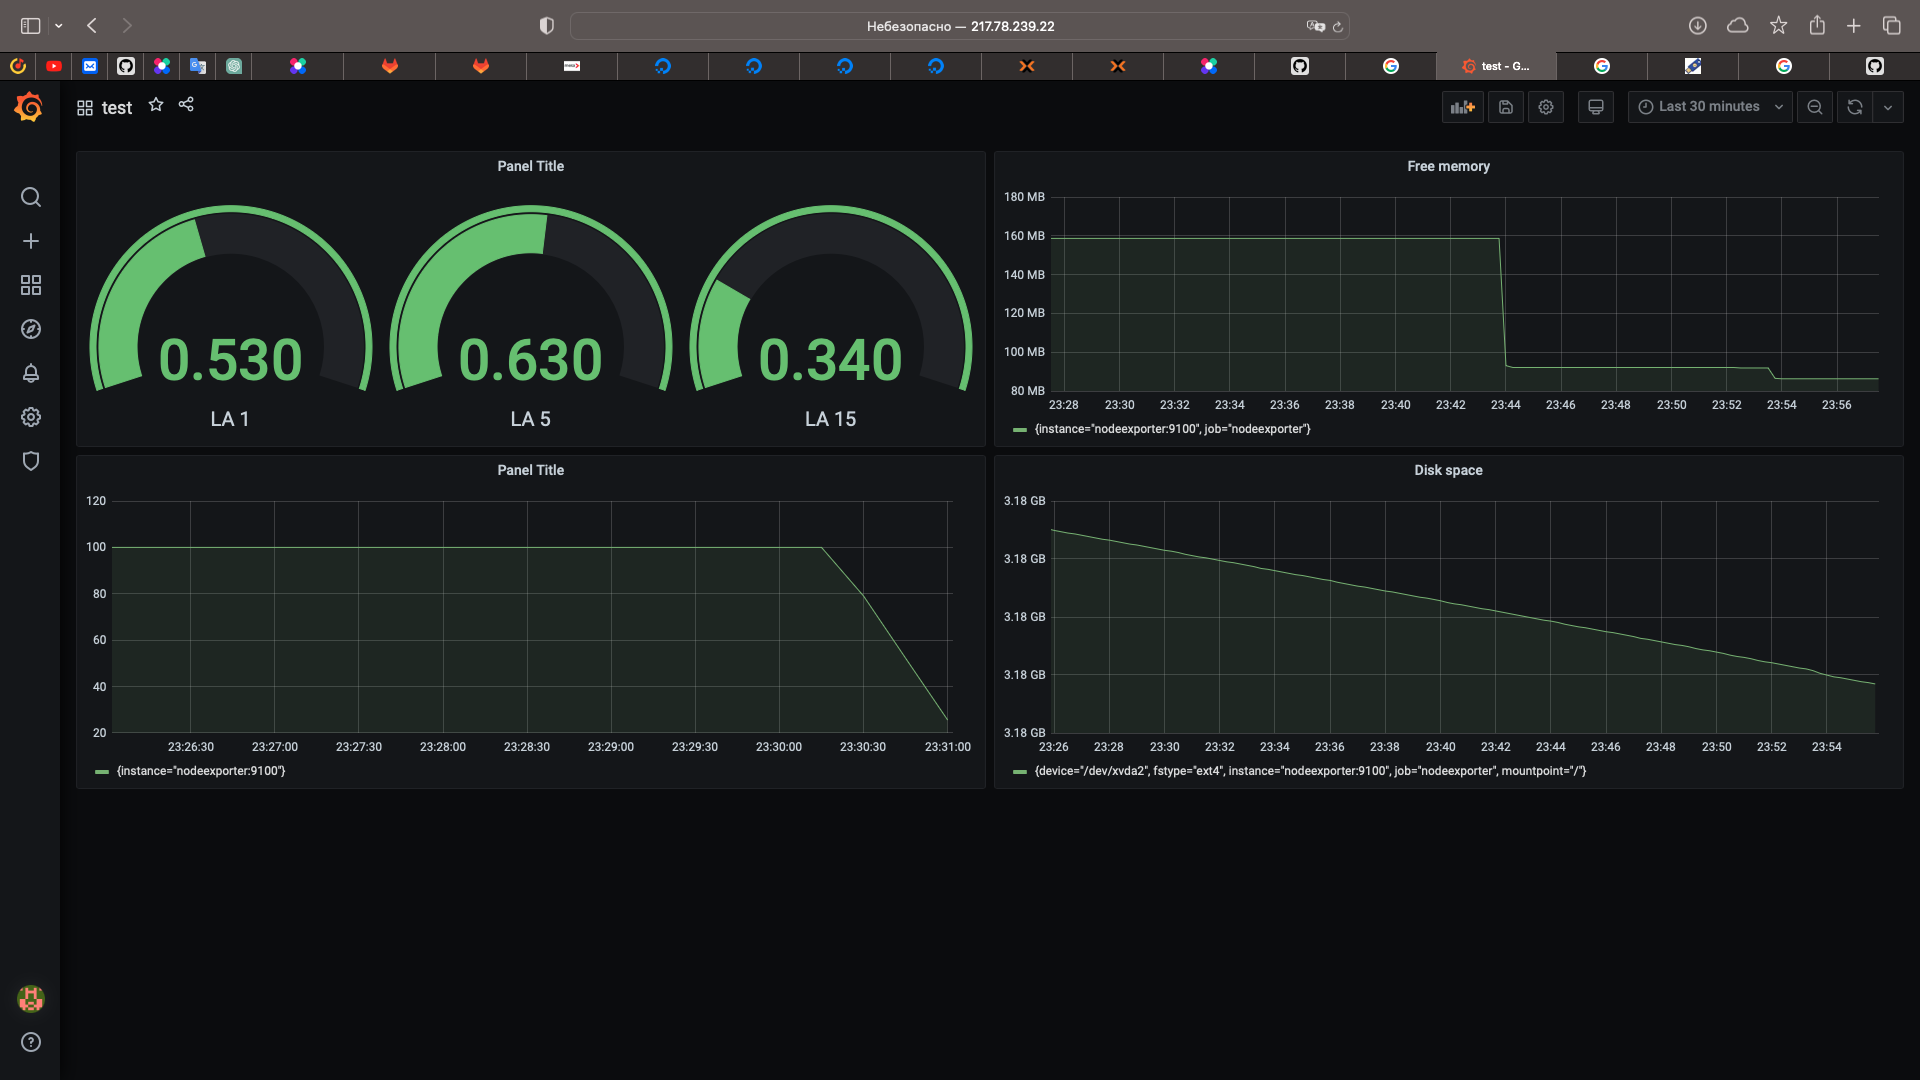 Небезопасно — 217.78.239.22
test - G...
test
Last 30 minutes
Panel Title
0.530
0.630
0.340
LA 1
LA 5
LA 15
Free memory
180 MB
160 MB
140 MB
120 MB
100 MB
80 MB
23:28 23:30 23:32 23:34 23:36 23:38 23:40 23:42 23:44 23:46 23:48 23:50 23:52 23:54 23:56
{instance="nodeexporter:9100", job="nodeexporter"}
Panel Title
120
100
80
60
40
20
23:26:30 23:27:00 23:27:30 23:28:00 23:28:30 23:29:00 23:29:30 23:30:00 23:30:30 23:31:00
{instance="nodeexporter:9100"}
Disk space
3.18 GB
3.18 GB
3.18 GB
3.18 GB
3.18 GB
23:26 23:28 23:30 23:32 23:34 23:36 23:38 23:40 23:42 23:44 23:46 23:48 23:50 23:52 23:54
{device="/dev/xvda2", fstype="ext4", instance="nodeexporter:9100", job="nodeexporter", mountpoint="/"}